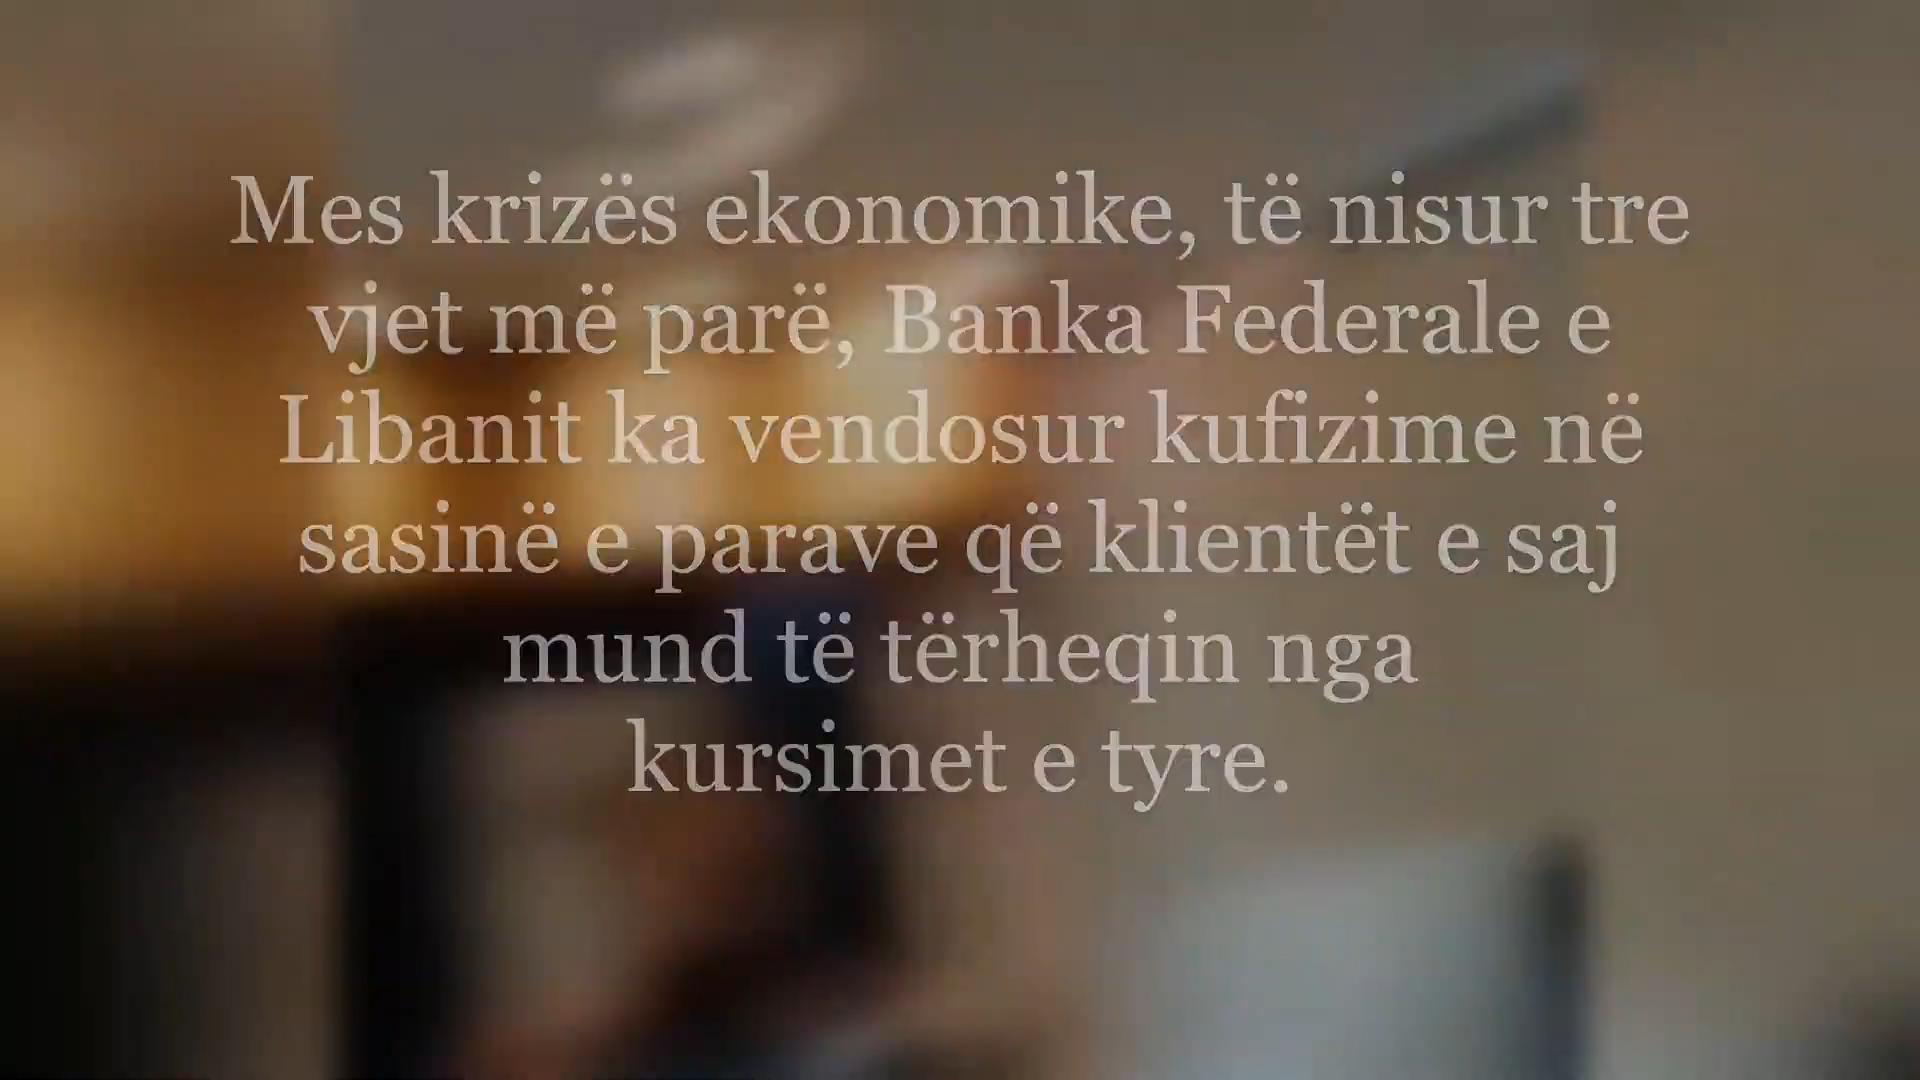 Mes krizës ekonomike, të nisur tre
vjet më parë, Banka Federale e
Libanit ka vendosur kufizime në
sasinë e parave që klientët e saj
mund të tërheqin nga
kursimet e tyre.